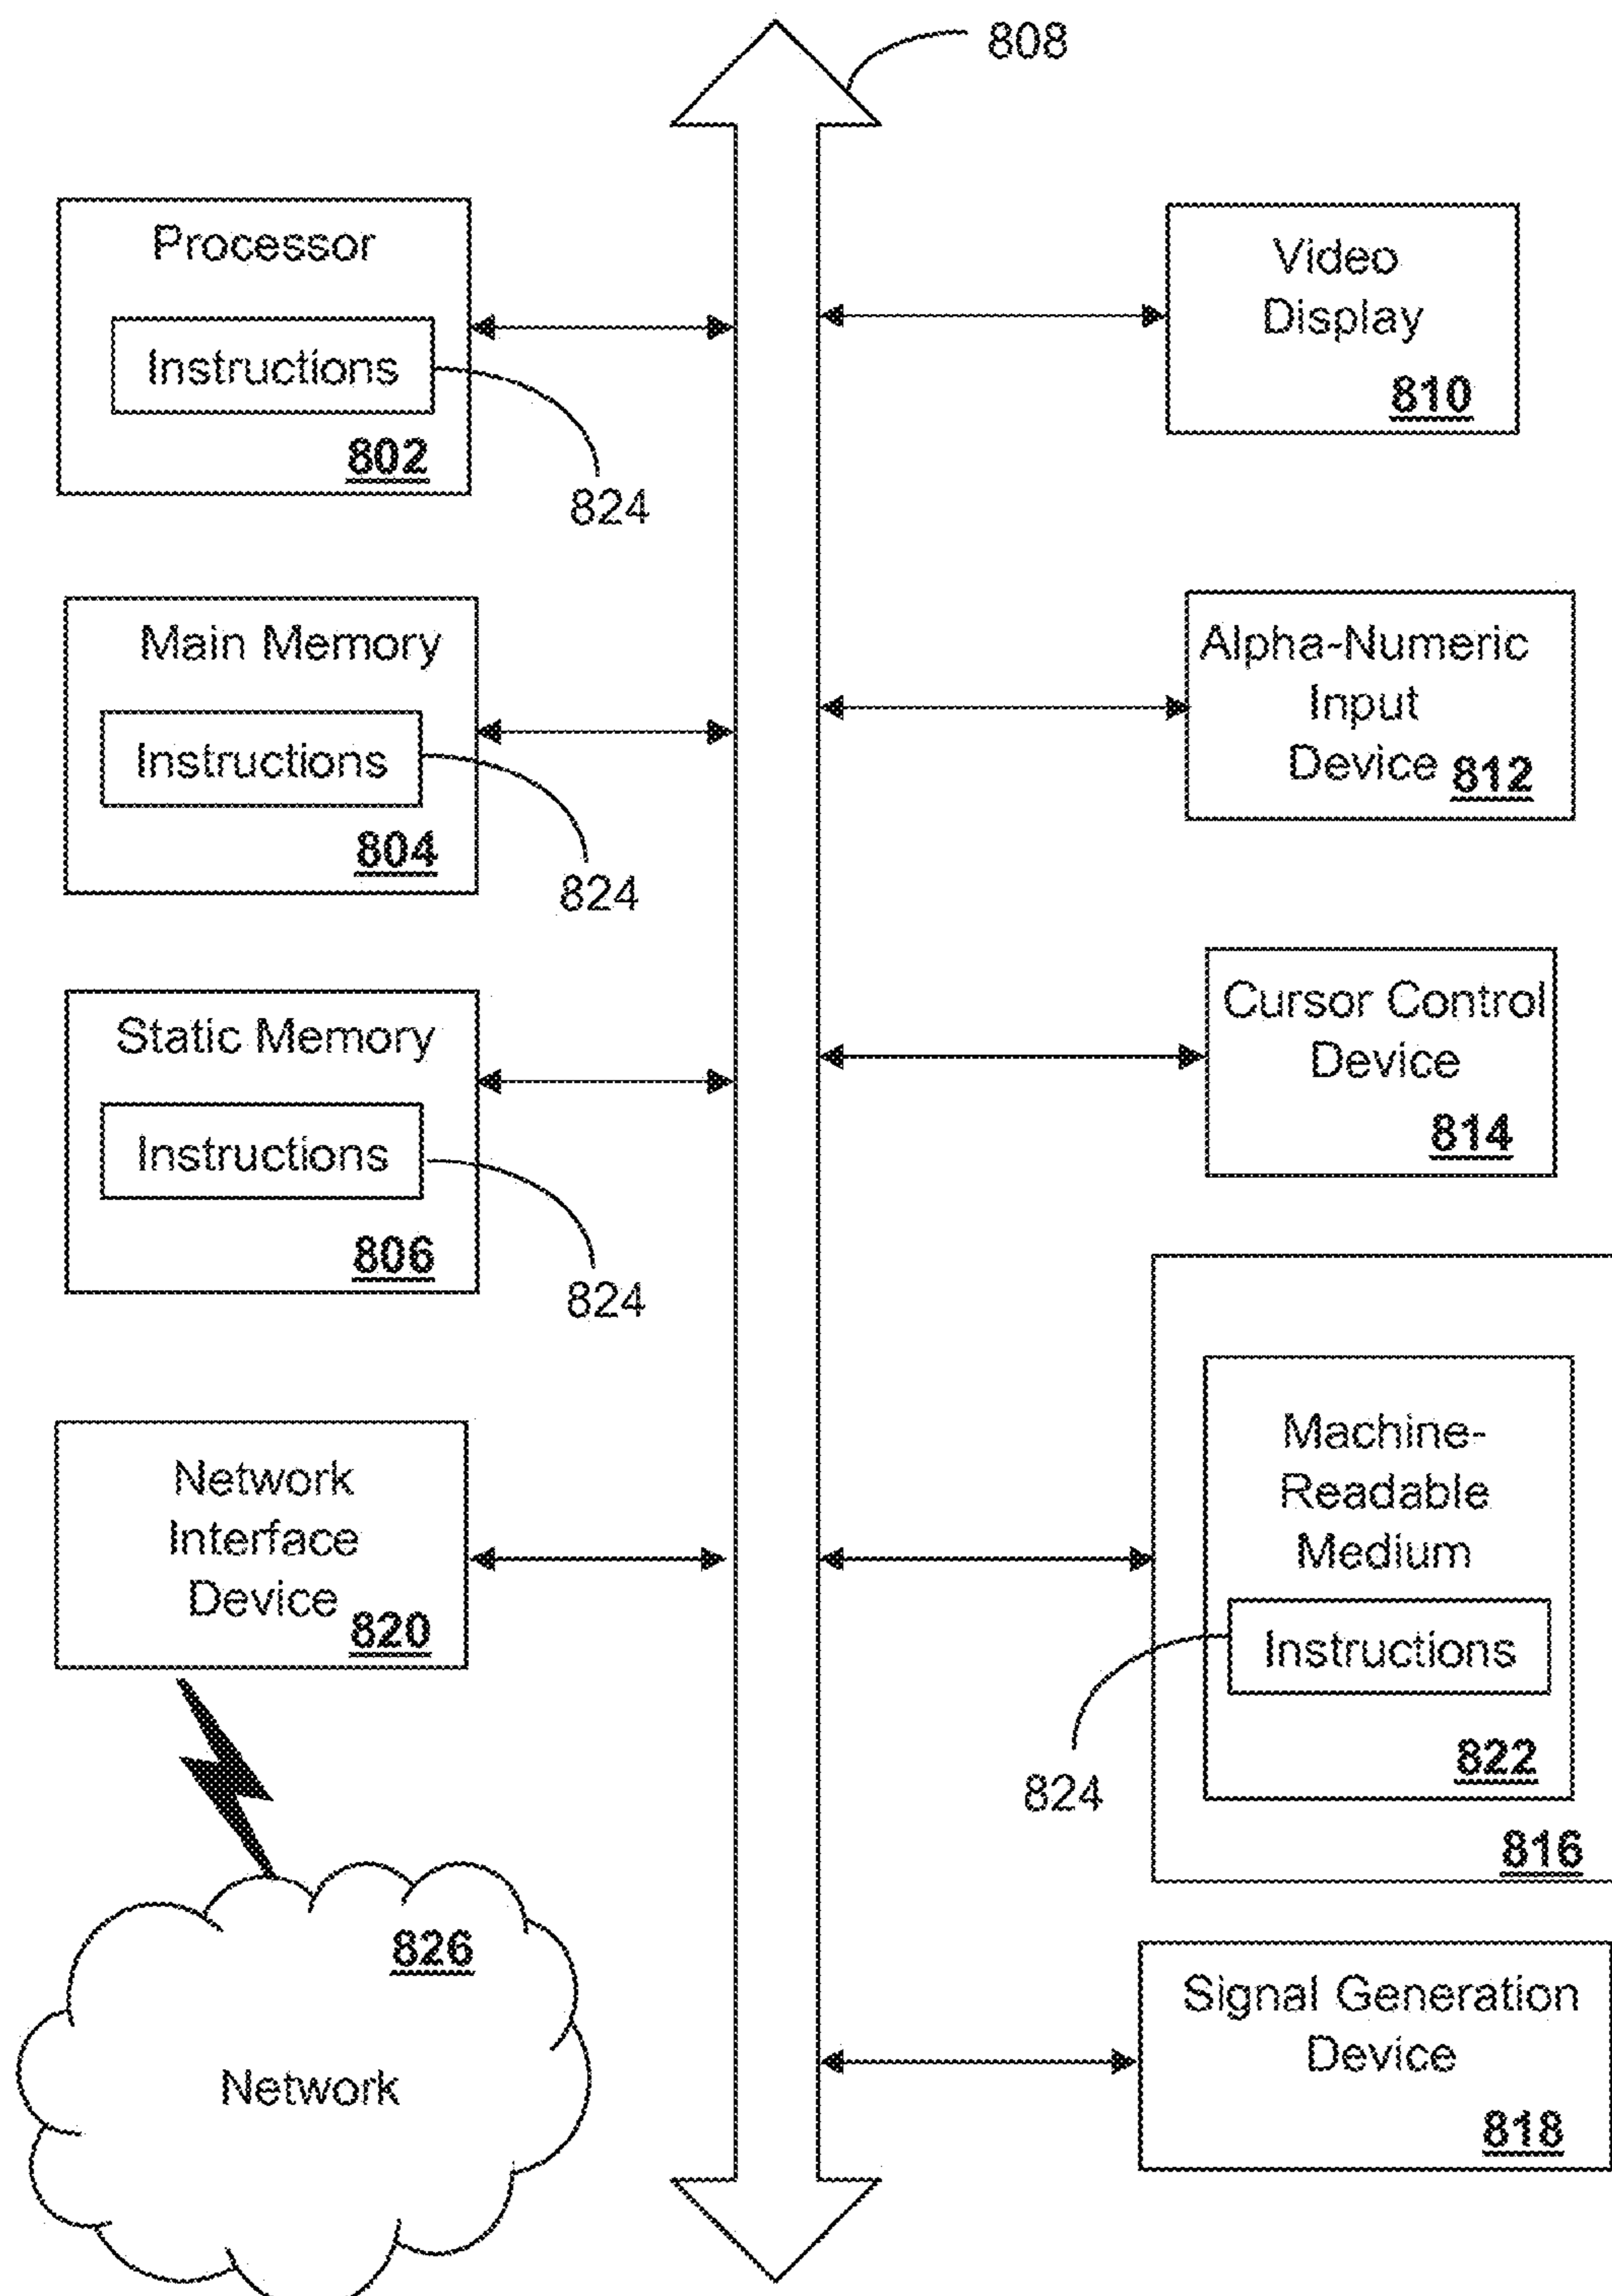 808
Processor
Instructions
802
824
Main Memory
Instructions
804
824
Static Memory
Instructions
806
824
Network
Interface
Device
820
826
Network
Video
Display
810
Alpha-Numeric
Input
Device 812
Cursor Control
Device
814
Machine-
Readable
Medium
Instructions
822
824
816
Signal Generation
Device
818